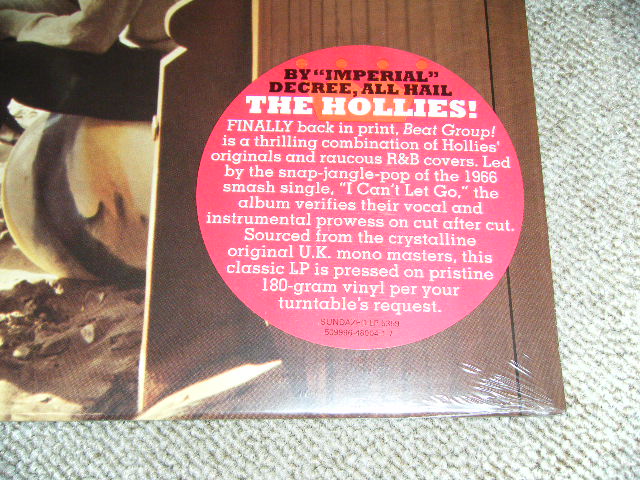 BY “IMPERIAL”
DECREE, ALL HAIL
THE HOLLIES!
FINALLY back in print, Beat Group!
is a thrilling combination of Hollies'
originals and raucous R&B covers. Led
by the snap-jangle-pop of the 1966
smash single, “I Can't Let Go,” the
album verifies their vocal and
instrumental prowess on cut after cut.
Sourced from the crystalline
original U.K. mono masters, this
classic LP is pressed on pristine
180-gram vinyl per your
turntable's request.
SUNDAZED LP 5359